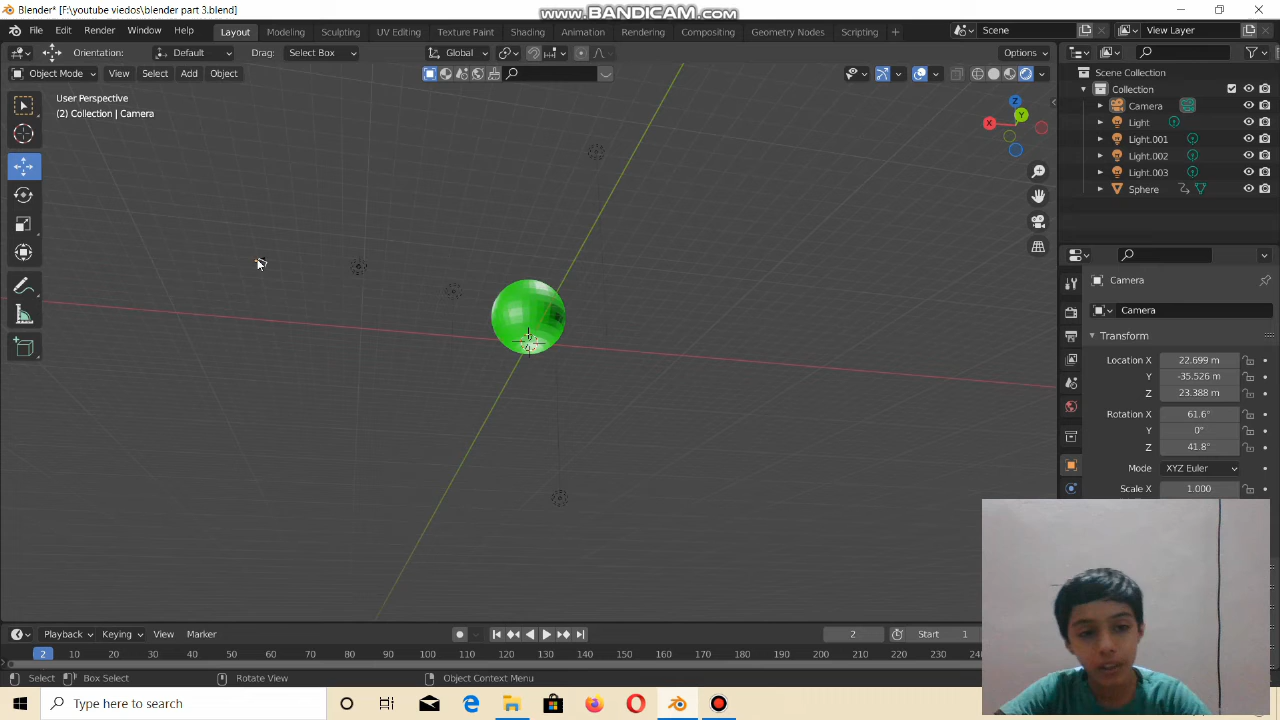 Blender* [F:\youtube viedos\blender part 3.blend]
www.BANDICAM.com
File Edit Render Window Help Layout Modeling Sculpting UV Editing Texture Paint Shading Animation Rendering Compositing Geometry Nodes Scripting + Scene View Layer
Orientation: Default Drag: Select Box Global Options
Object Mode View Select Add Object
User Perspective
(2) Collection | Camera
Z
Y
X
Scene Collection
Collection
Camera
Light
Light.001
Light.002
Light.003
Sphere
Camera
Camera
Transform
Location X 22.699 m
Y -35.526 m
Z 23.388 m
Rotation X 61.6°
Y 0°
Z 41.8°
Mode XYZ Euler
Scale X 1.000
Playback Keying View Marker 2 Start 1
2 10 20 30 40 50 60 70 80 90 100 110 120 130 140 150 160 170 180 190 200 210 220 230
Select Box Select Rotate View Object Context Menu
Type here to search